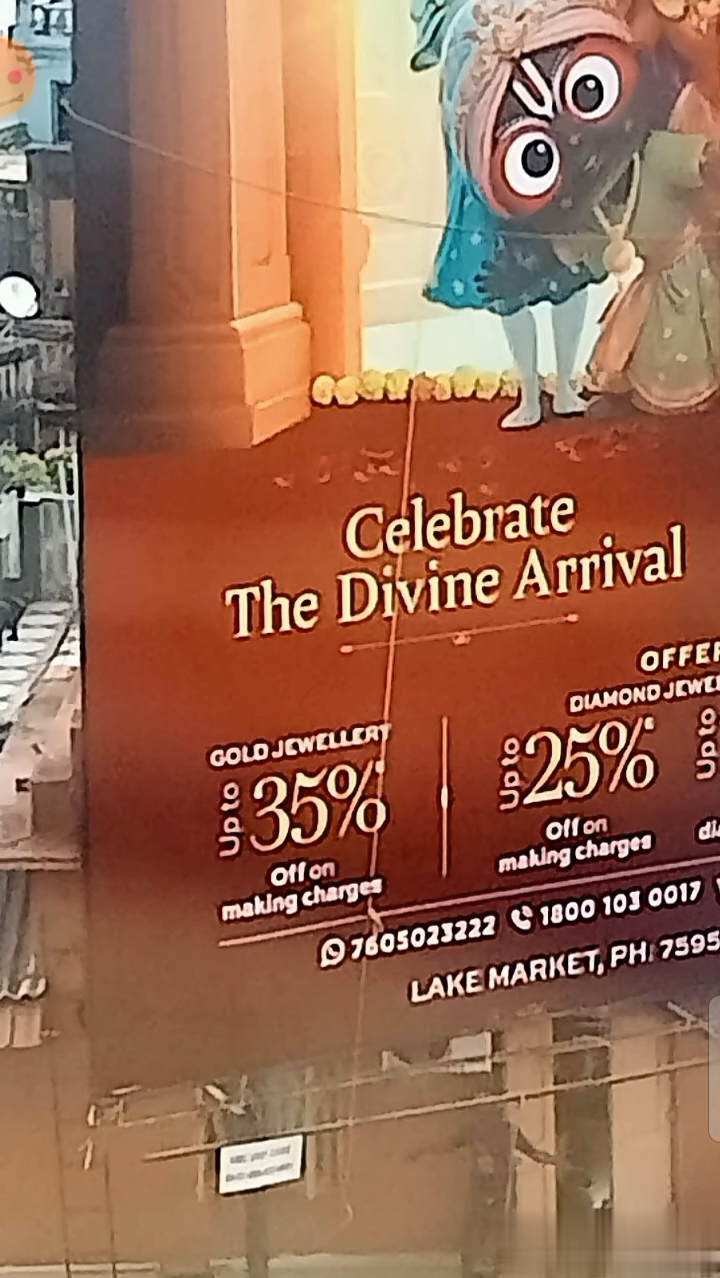 Celebrate
The Divine Arrival
OFFER
GOLD JEWELLERY
Up to 35%*
Off on
making charges
DIAMOND JEWEL
Up to 25%*
Off on
making charges
Up to
7605023222 1800 103 0017
LAKE MARKET, PH: 7595